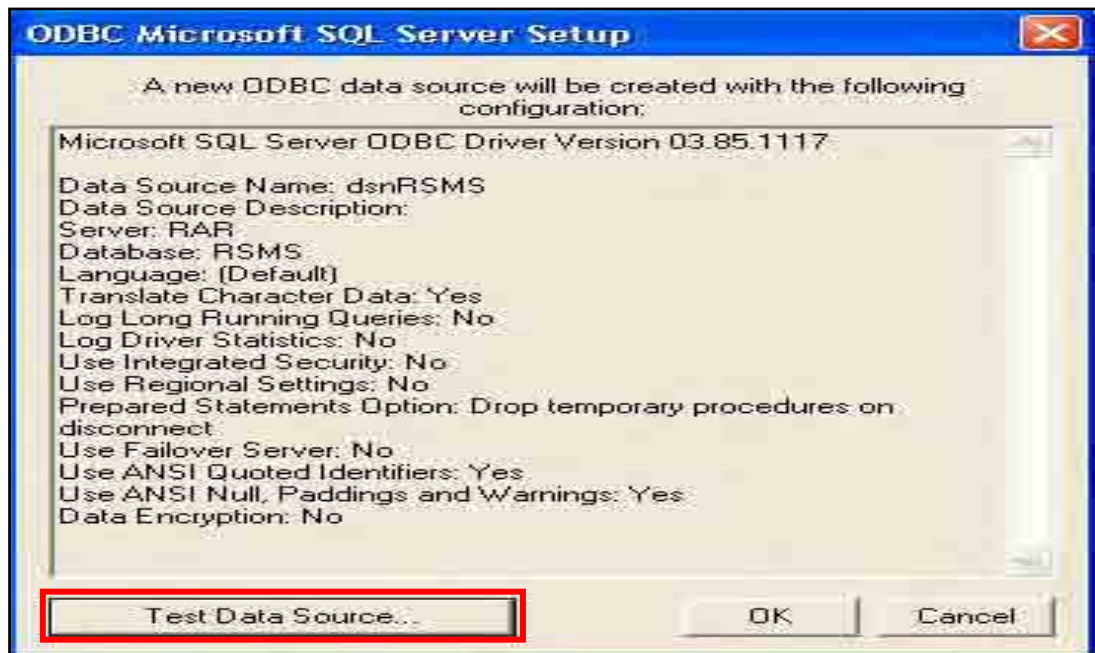 ODBC Microsoft SQL Server Setup
A new ODBC data source will be created with the following
configuration:
Microsoft SQL Server ODBC Driver Version 03.85.1117
Data Source Name: dsnRSMS
Data Source Description:
Server: RAR
Database: RSMS
Language: (Default)
Translate Character Data: Yes
Log Long Running Queries: No
Log Driver Statistics: No
Use Integrated Security: No
Use Regional Settings: No
Prepared Statements Option: Drop temporary procedures on
disconnect
Use Failover Server: No
Use ANSI Quoted Identifiers: Yes
Use ANSI Null, Paddings and Warnings: Yes
Data Encryption: No
Test Data Source... OK Cancel